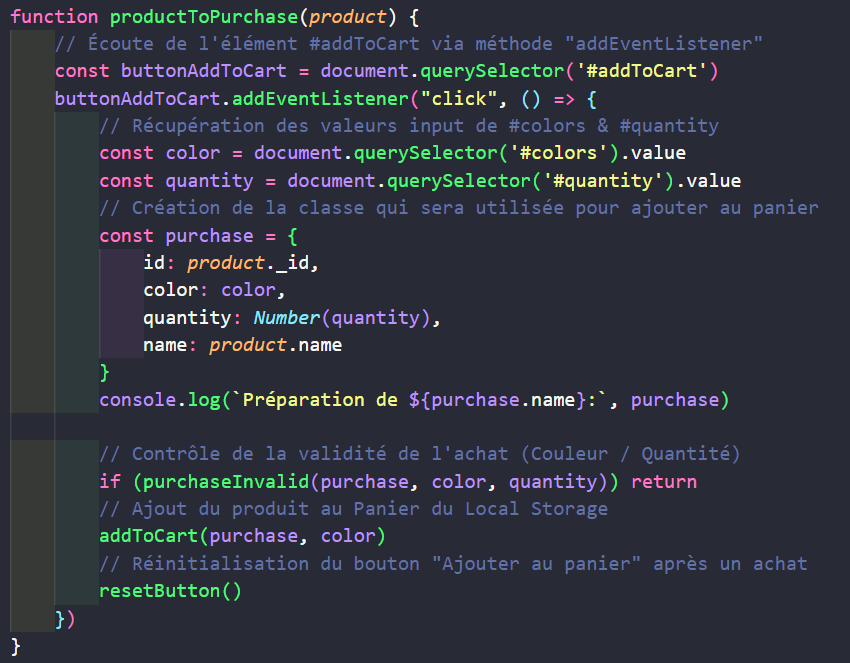 function productToPurchase(product) {
    // Écoute de l'élément #addToCart via méthode "addEventListener"
    const buttonAddToCart = document.querySelector('#addToCart')
    buttonAddToCart.addEventListener("click", () => {
        // Récupération des valeurs input de #colors & #quantity
        const color = document.querySelector('#colors').value
        const quantity = document.querySelector('#quantity').value
        // Création de la classe qui sera utilisée pour ajouter au panier
        const purchase = {
            id: product._id,
            color: color,
            quantity: Number(quantity),
            name: product.name
        }
        console.log(`Préparation de ${purchase.name}:`, purchase)

        // Contrôle de la validité de l'achat (Couleur / Quantité)
        if (purchaseInvalid(purchase, color, quantity)) return
        // Ajout du produit au Panier du Local Storage
        addToCart(purchase, color)
        // Réinitialisation du bouton "Ajouter au panier" après un achat
        resetButton()
    })
}